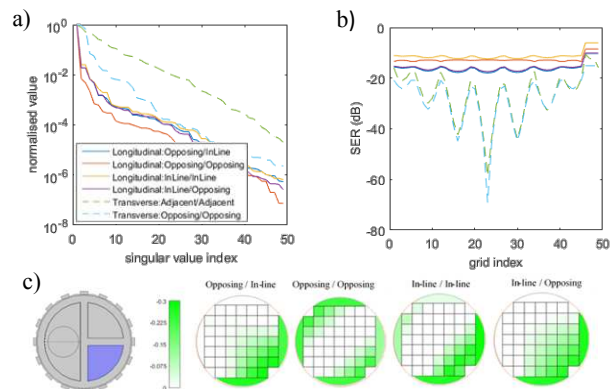 a)
10^0
10^-2
10^-4
10^-6
10^-8
normalised value
Longitudinal:Opposing/InLine
Longitudinal:Opposing/Opposing
Longitudinal:InLine/InLine
Longitudinal:InLine/Opposing
Transverse:Adjacent/Adjacent
Transverse:Opposing/Opposing
0 10 20 30 40 50
singular value index
b)
0
-20
-40
-60
-80
SER (dB)
0 10 20 30 40 50
grid index
c)
-0.3
-0.225
-0.15
-0.075
0
Opposing / In-line
Opposing / Opposing
In-line / In-line
In-line / Opposing